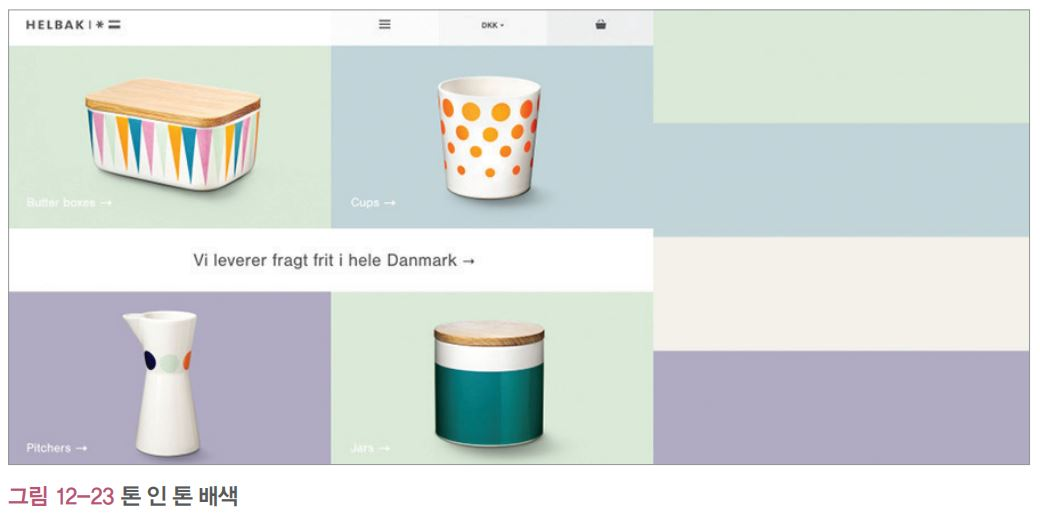 HELBAK | * =
DKK
Butter boxes →
Cups →
Vi leverer fragt frit i hele Danmark →
Pitchers →
Jars →
그림 12-23 톤 인 톤 배색